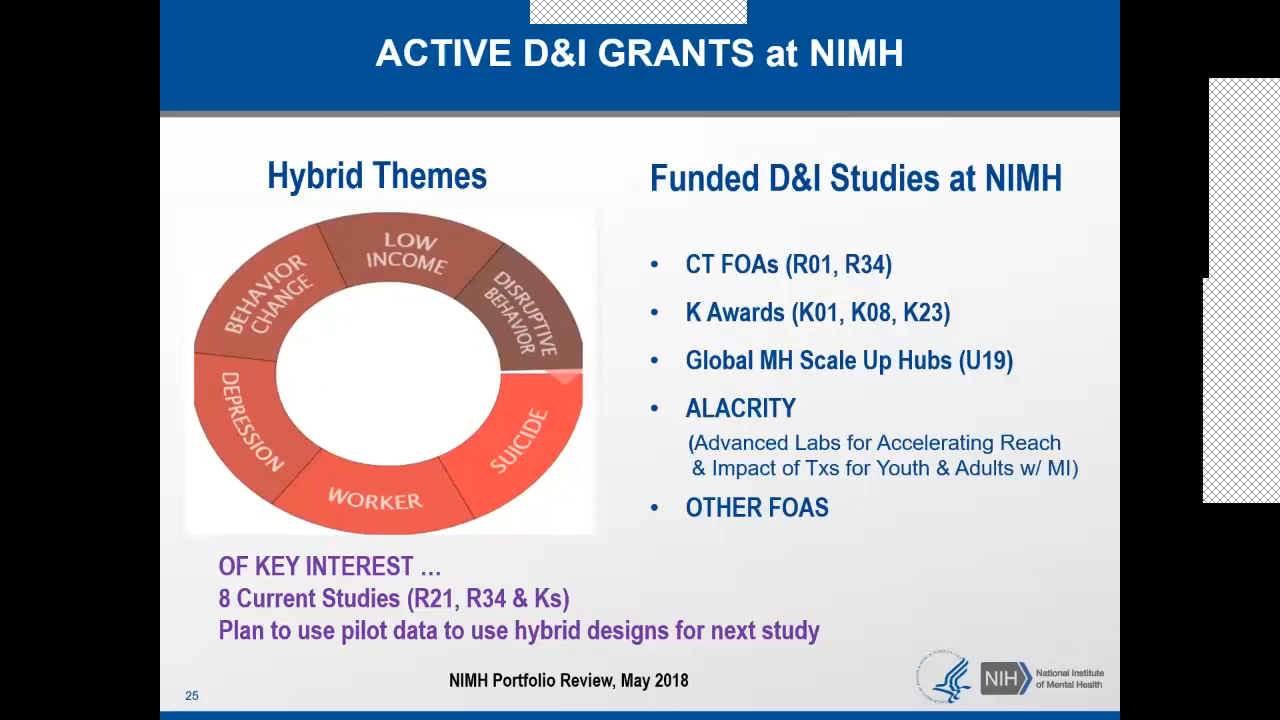 ACTIVE D&I GRANTS at NIMH
Hybrid Themes
LOW
INCOME
DISRUPTIVE
BEHAVIOR
SUICIDE
WORKER
DEPRESSION
BEHAVIOR
CHANGE
OF KEY INTEREST …
8 Current Studies (R21, R34 & Ks)
Plan to use pilot data to use hybrid designs for next study
Funded D&I Studies at NIMH
• CT FOAs (R01, R34)
• K Awards (K01, K08, K23)
• Global MH Scale Up Hubs (U19)
• ALACRITY
(Advanced Labs for Accelerating Reach
& Impact of Txs for Youth & Adults w/ MI)
• OTHER FOAS
NIMH Portfolio Review, May 2018
25
NIH
National Institute
of Mental Health